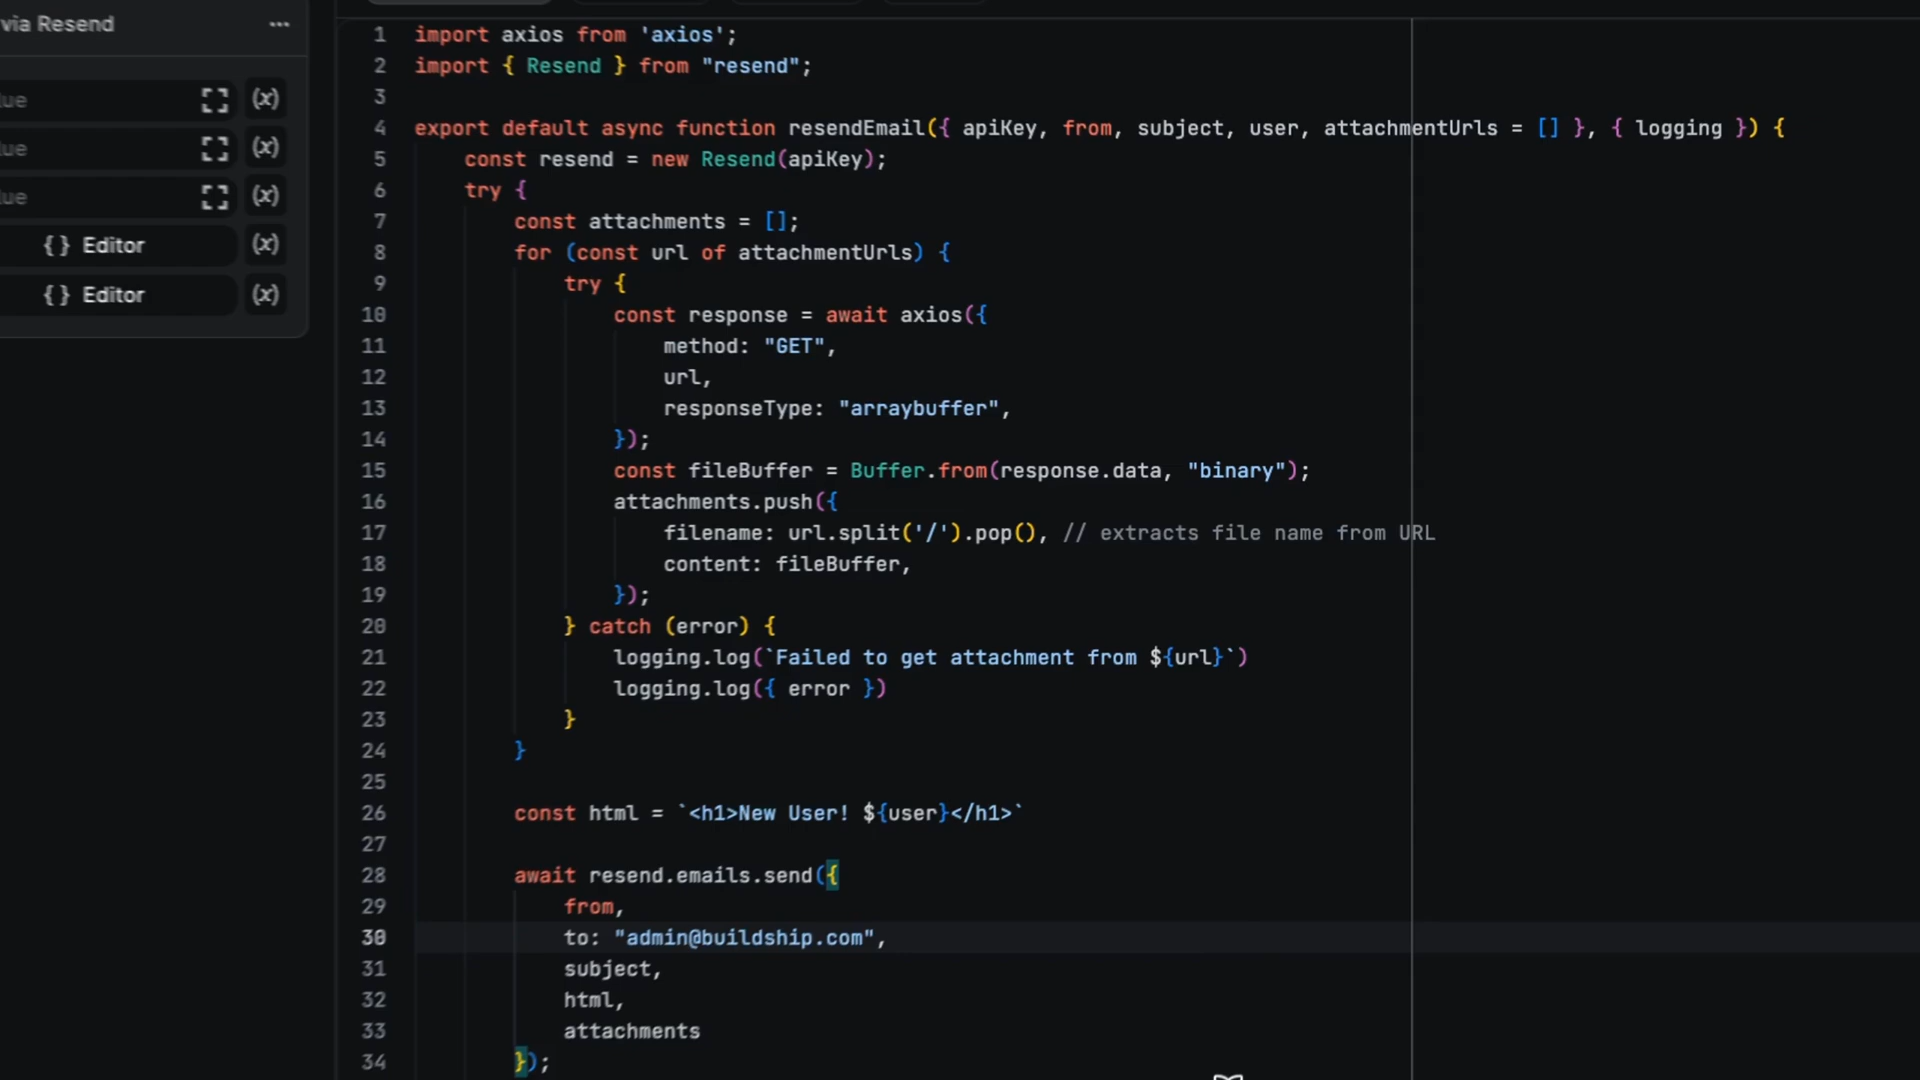 via Resend
...
lue
(x)
lue
(x)
lue
(x)
{ } Editor
(x)
{ } Editor
(x)
1 import axios from 'axios';
2 import { Resend } from "resend";
3
4 export default async function resendEmail({ apiKey, from, subject, user, attachmentUrls = [] }, { logging }) {
5 const resend = new Resend(apiKey);
6 try {
7 const attachments = [];
8 for (const url of attachmentUrls) {
9 try {
10 const response = await axios({
11 method: "GET",
12 url,
13 responseType: "arraybuffer",
14 });
15 const fileBuffer = Buffer.from(response.data, "binary");
16 attachments.push({
17 filename: url.split('/').pop(), // extracts file name from URL
18 content: fileBuffer,
19 });
20 } catch (error) {
21 logging.log(`Failed to get attachment from ${url}`)
22 logging.log({ error })
23 }
24 }
25
26 const html = `<h1>New User! ${user}</h1>`
27
28 await resend.emails.send({
29 from,
30 to: "admin@buildship.com",
31 subject,
32 html,
33 attachments
34 });